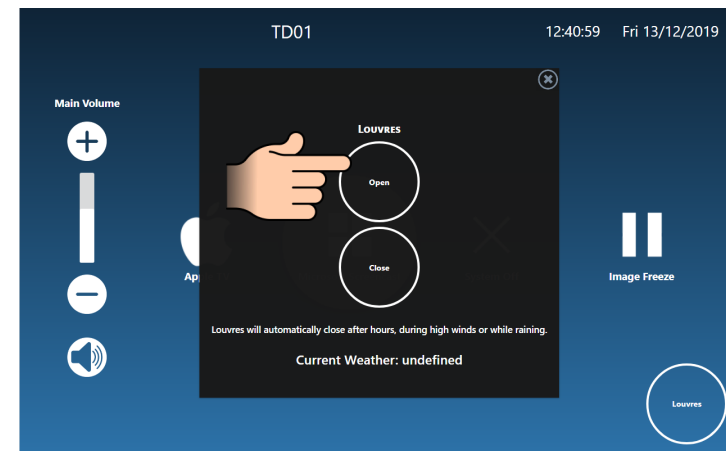 TD01
12:40:59 Fri 13/12/2019
Main Volume
Louvres
Open
Close
App
Image Freeze
Louvres will automatically close after hours, during high winds or while raining.
Current Weather: undefined
Louvres